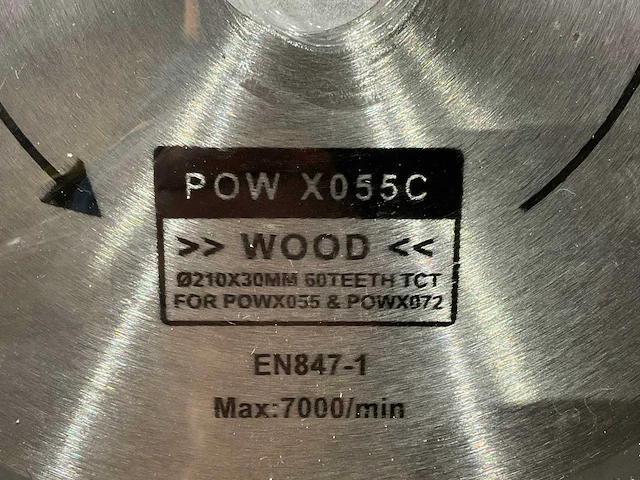 POW X055C
>> WOOD <<
Ø210X30MM 60TEETH TCT
FOR POWX055 & POWX072
EN847-1
Max:7000/min